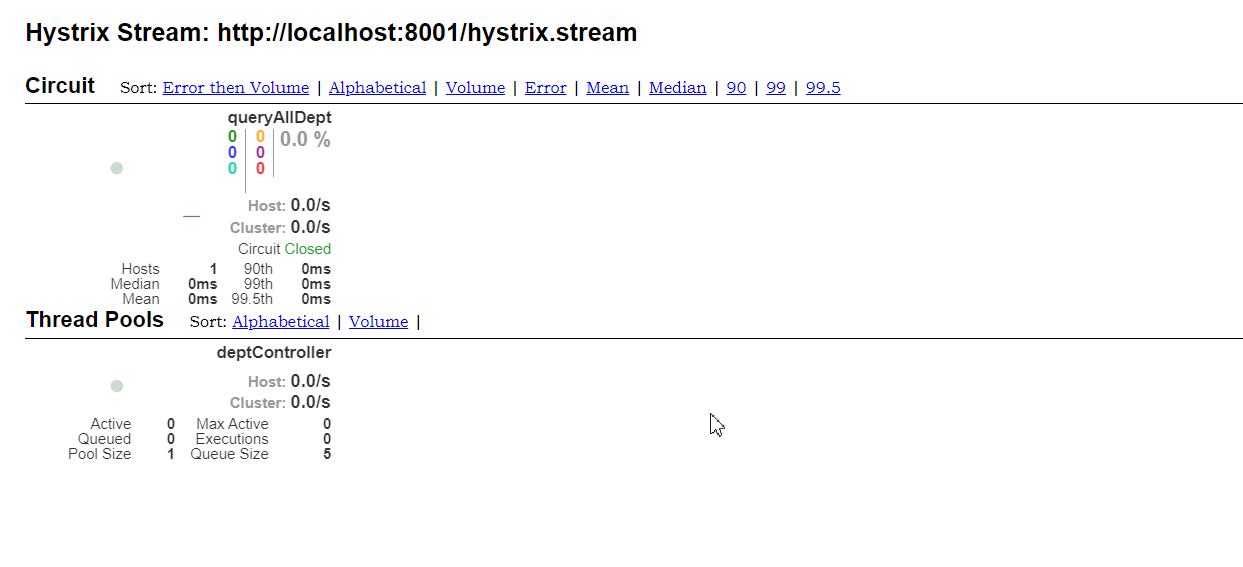 Hystrix Stream: http://localhost:8001/hystrix.stream
Circuit Sort: Error then Volume | Alphabetical | Volume | Error | Mean | Median | 90 | 99 | 99.5
queryAllDept
0 0 0.0 %
0 0
0 0
Host: 0.0/s
Cluster: 0.0/s
Circuit Closed
Hosts 1 90th 0ms
Median 0ms 99th 0ms
Mean 0ms 99.5th 0ms
Thread Pools Sort: Alphabetical | Volume |
deptController
Host: 0.0/s
Cluster: 0.0/s
Active 0 Max Active 0
Queued 0 Executions 0
Pool Size 1 Queue Size 5